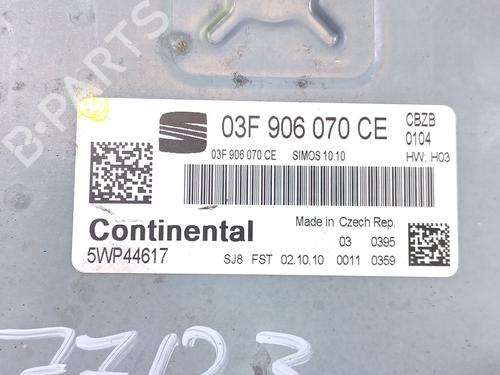 B-PARTS
03F 906 070 CE
CBZB
0104
03F 906 070 CE SIMOS 10.10
HW: H03
Continental
5WP44617
Made in Czech Rep.
03 0395
SJ8 FST 02.10.10 0011 0359
77123